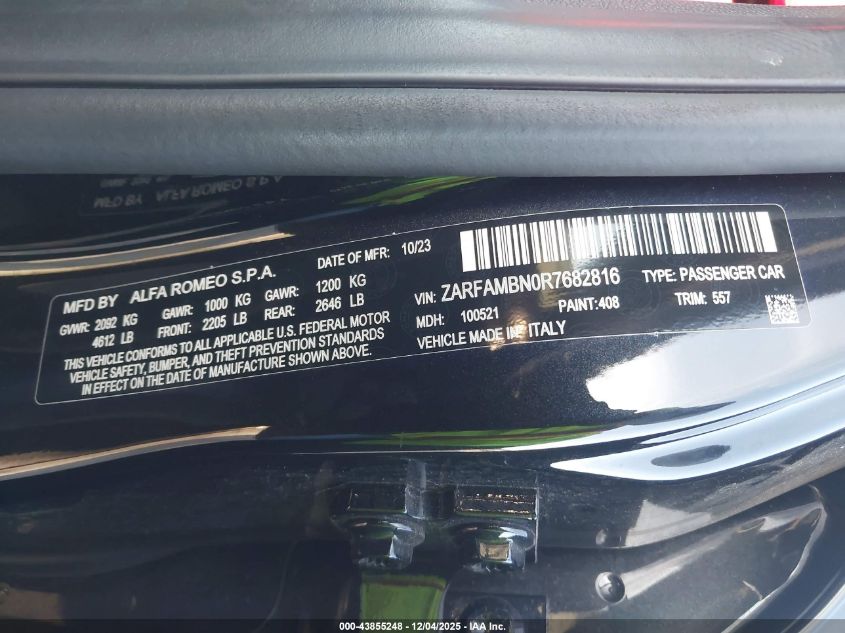 MFD BY ALFA ROMEO S.P.A. DATE OF MFR: 10/23
GVWR: 2092 KG GAWR: 1000 KG GAWR: 1200 KG
4612 LB FRONT: 2205 LB REAR: 2646 LB
THIS VEHICLE CONFORMS TO ALL APPLICABLE U.S. FEDERAL MOTOR
VEHICLE SAFETY, BUMPER, AND THEFT PREVENTION STANDARDS
IN EFFECT ON THE DATE OF MANUFACTURE SHOWN ABOVE.
VIN: ZARFAMBN0R7682816 TYPE: PASSENGER CAR
MDH: 100521 PAINT:408 TRIM: 557
VEHICLE MADE IN ITALY
000-43855248 - 12/04/2025 - IAA Inc.